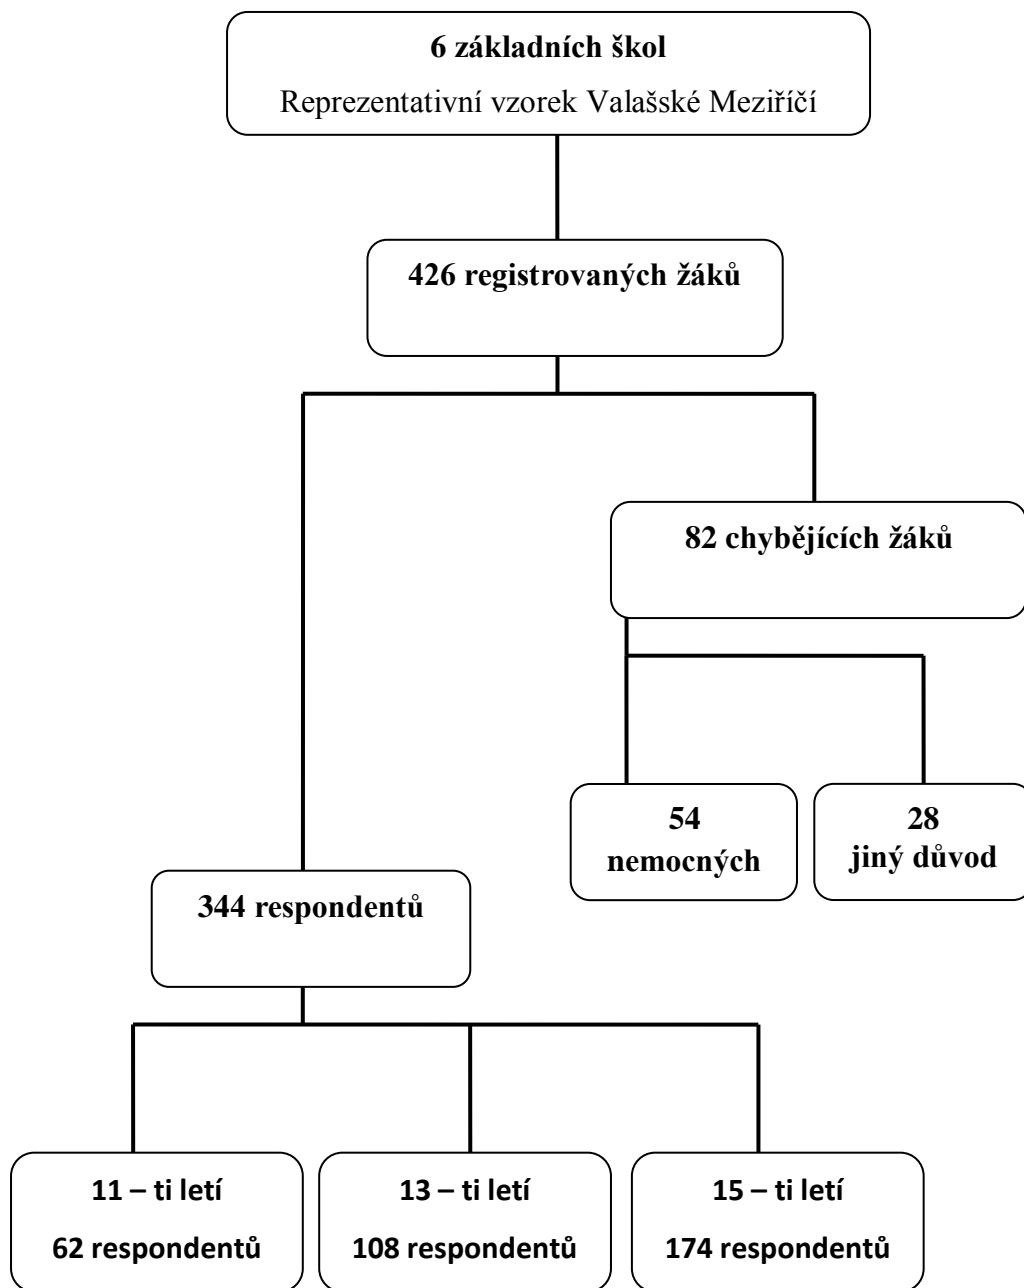 6 základních škol
Reprezentativní vzorek Valašské Meziříčí
426 registrovaných žáků
82 chybějících žáků
54
nemocných
28
jiný důvod
344 respondentů
11 – ti letí
62 respondentů
13 – ti letí
108 respondentů
15 – ti letí
174 respondentů